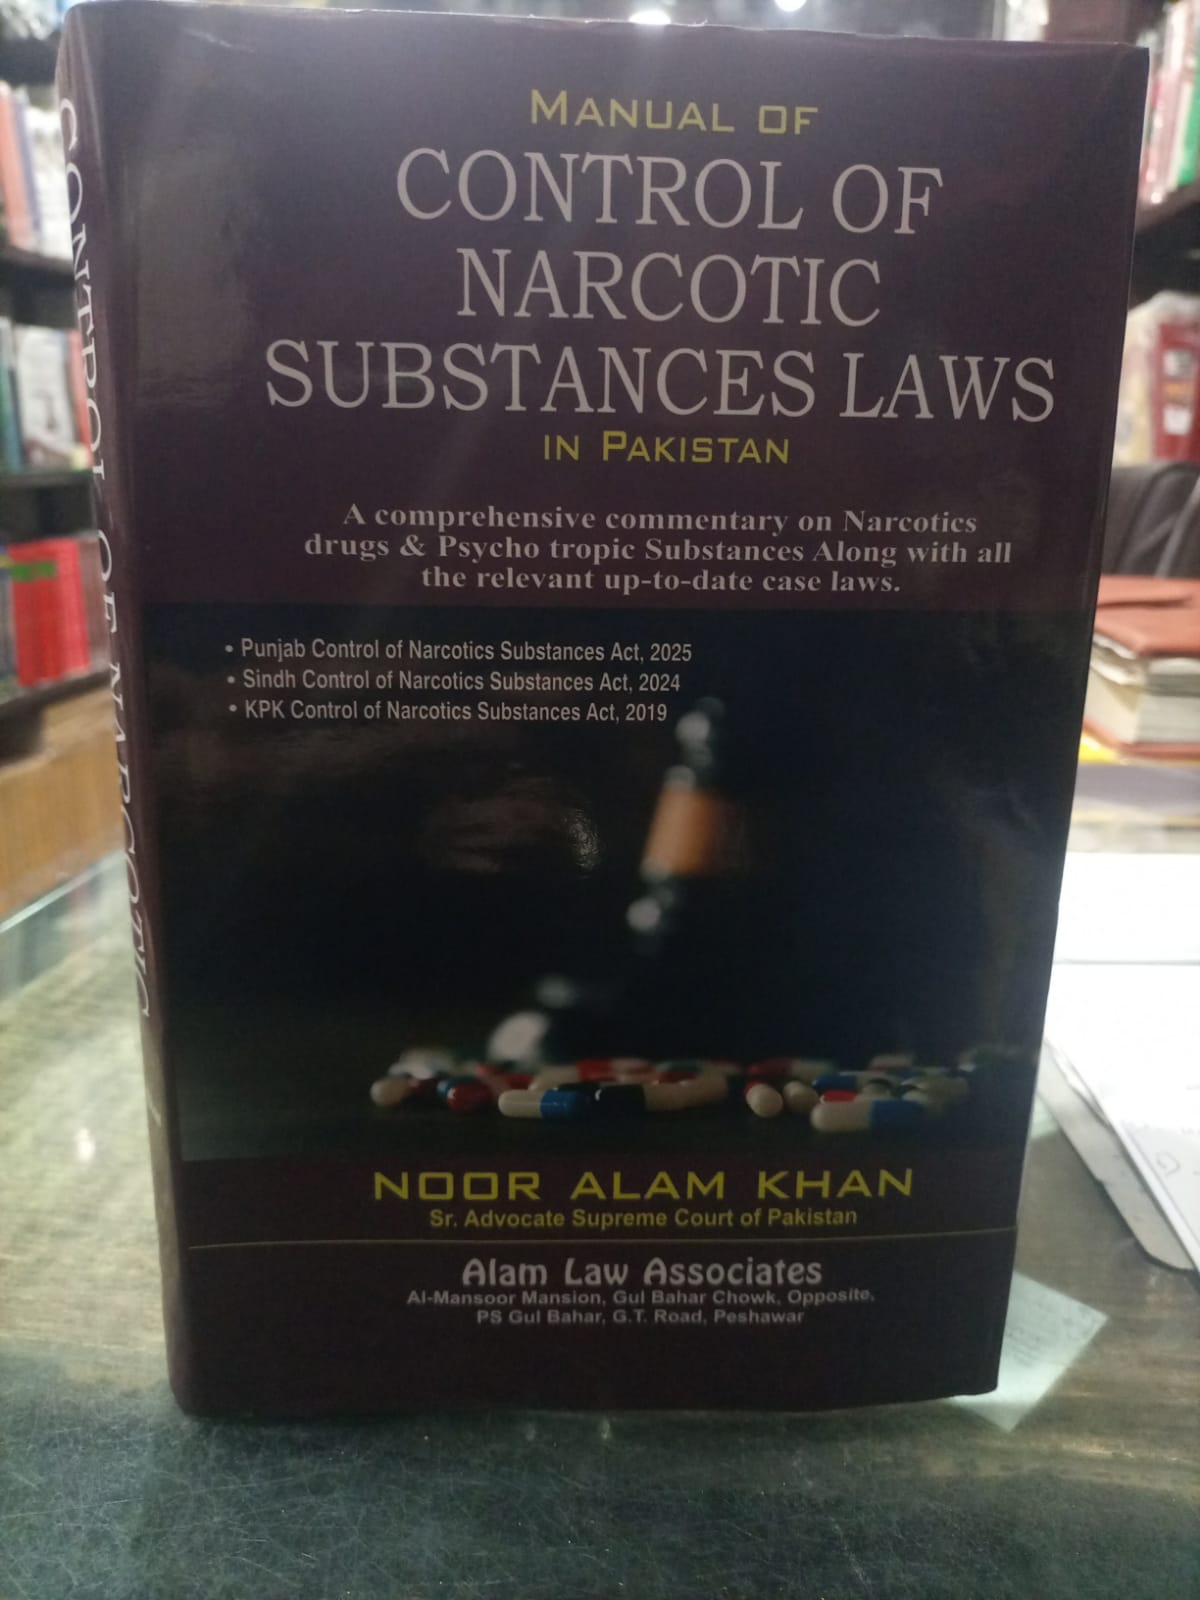 MANUAL OF
CONTROL OF
NARCOTIC
SUBSTANCES LAWS
IN PAKISTAN
A comprehensive commentary on Narcotics
drugs & Psycho tropic Substances Along with all
the relevant up-to-date case laws.
• Punjab Control of Narcotics Substances Act, 2025
• Sindh Control of Narcotics Substances Act, 2024
• KPK Control of Narcotics Substances Act, 2019
NOOR ALAM KHAN
Sr. Advocate Supreme Court of Pakistan
Alam Law Associates
Al-Mansoor Mansion, Gul Bahar Chowk, Opposite,
PS Gul Bahar, G.T. Road, Peshawar
CONTROL OF NARCOTIC